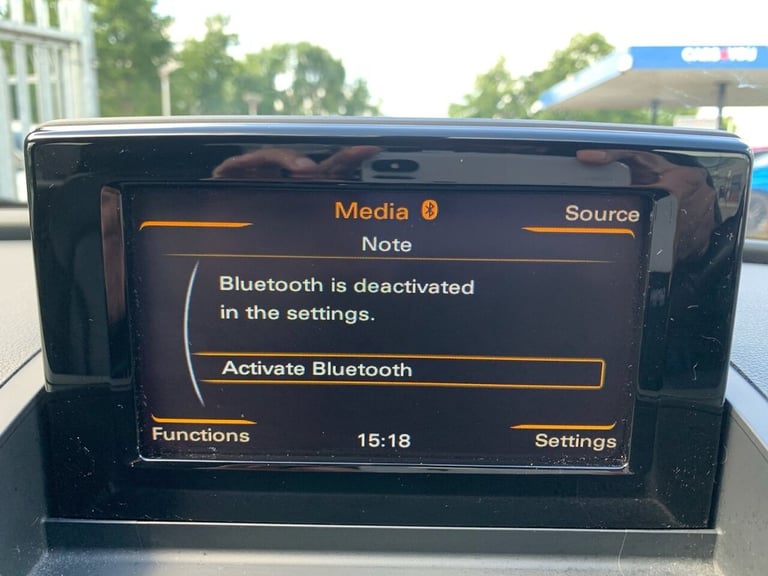 Media
Source
Note
Bluetooth is deactivated
in the settings.
Activate Bluetooth
Functions
15:18
Settings